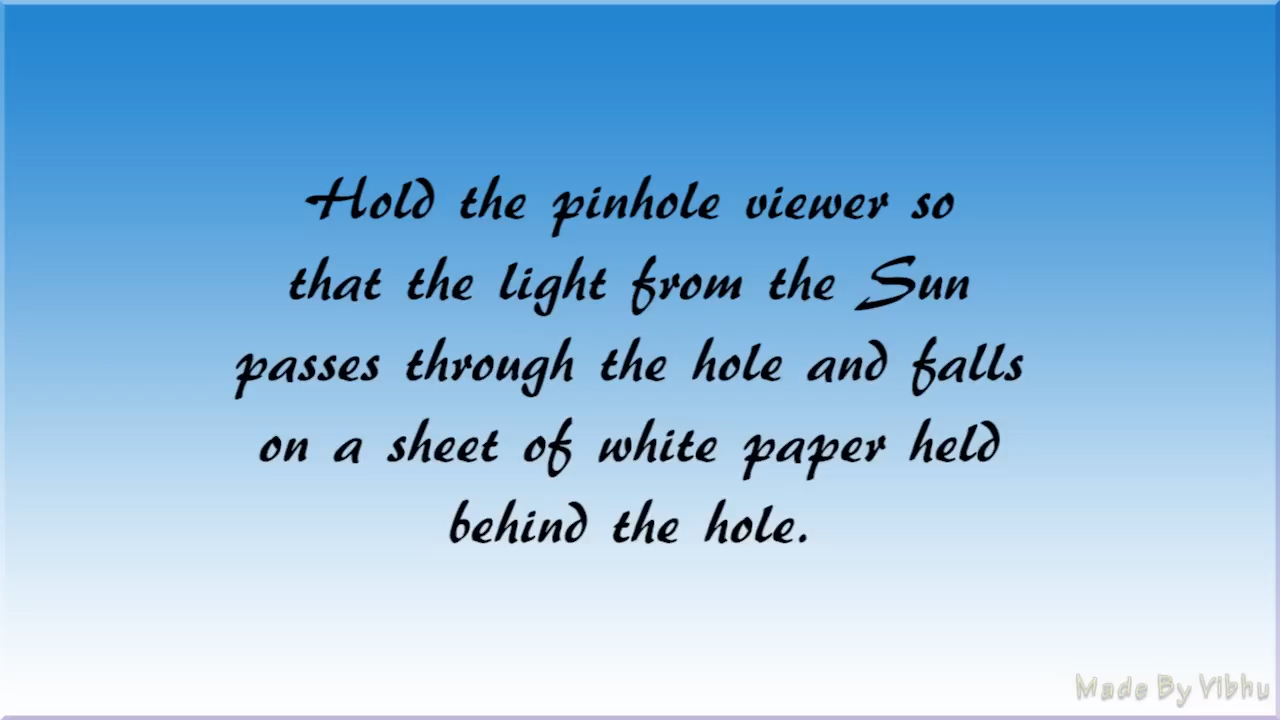 Hold the pinhole viewer so
that the light from the Sun
passes through the hole and falls
on a sheet of white paper held
behind the hole.
Made By Vibhu